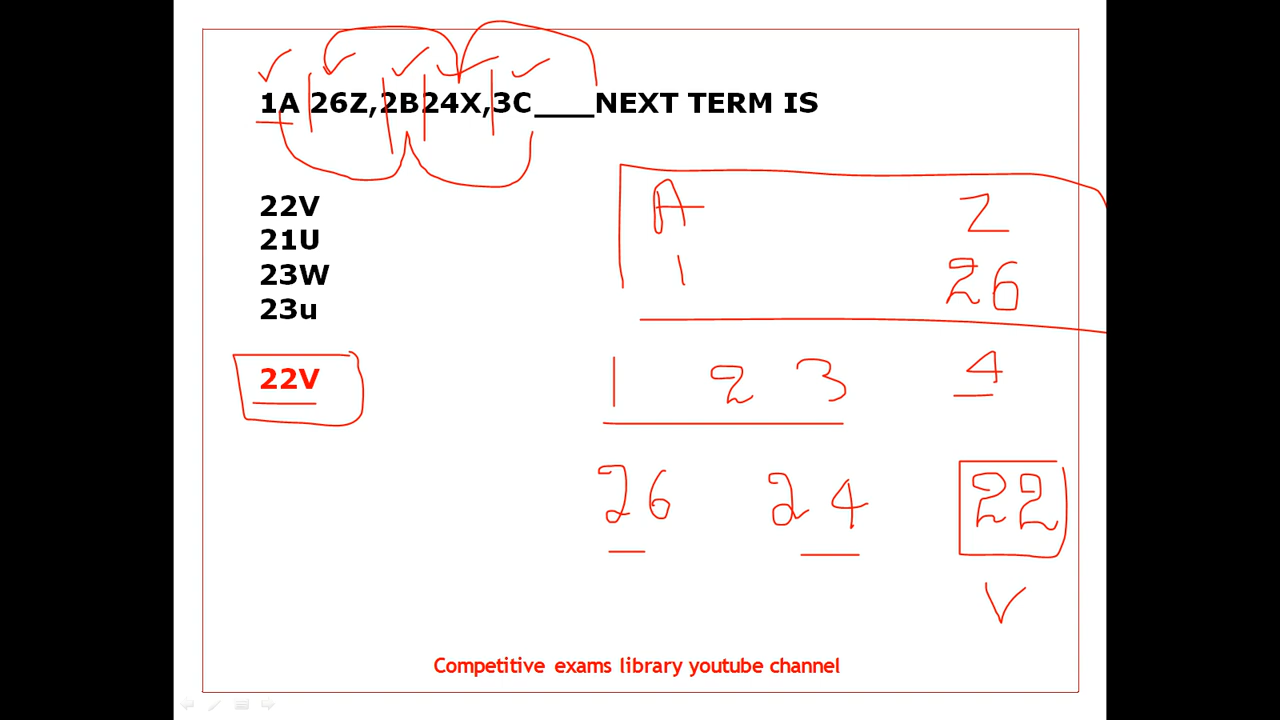 1A 26Z,2B24X,3C____NEXT TERM IS
22V
21U
23W
23u
22V
A Z
1 26
1 2 3 4
26 24 22
V
Competitive exams library youtube channel